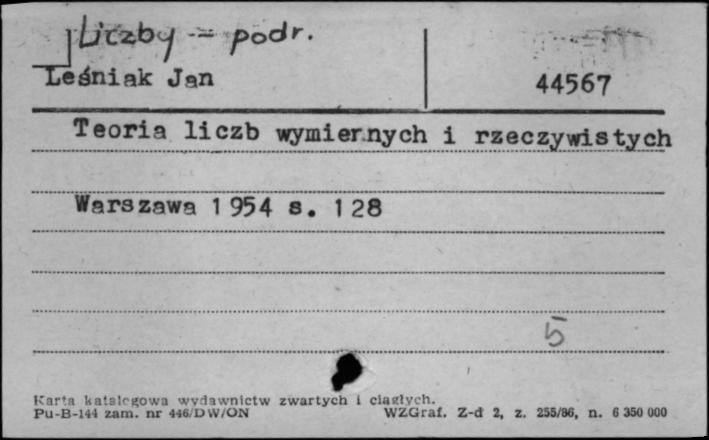 Liczby - podr.
Leśniak Jan 44567
Teoria liczb wymiernych i rzeczywistych
Warszawa 1954 s. 128
5
Karta katalogowa wydawnictw zwartych i ciągłych.
Pu-B-144 zam. nr 446/DW/ON WZGraf. Z-d 2, z. 255/86, n. 6 350 000